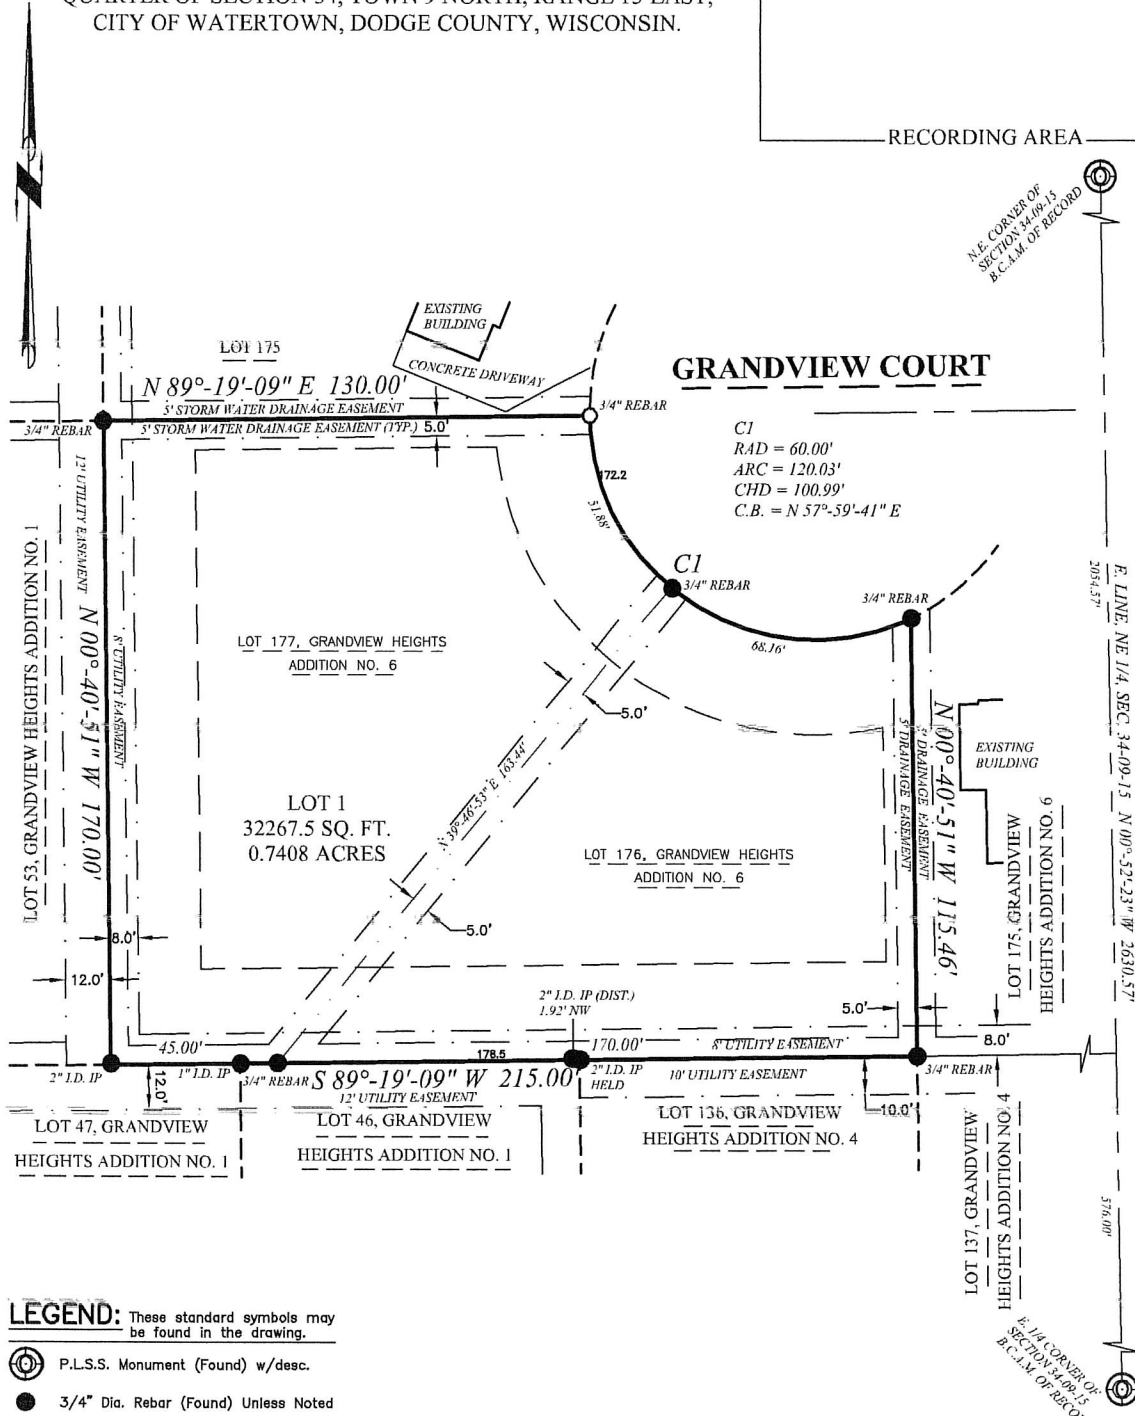 QUARTER OF SECTION 34, TOWN 9 NORTH, RANGE 15 EAST,
CITY OF WATERTOWN, DODGE COUNTY, WISCONSIN.
RECORDING AREA
N.E. CORNER OF
SECTION 34-09-15
B.C.A.M. OF RECORD
EXISTING
BUILDING
LOT 175
CONCRETE DRIVEWAY
GRANDVIEW COURT
N 89°-19'-09" E 130.00'
5' STORM WATER DRAINAGE EASEMENT
3/4" REBAR
3/4" REBAR
5' STORM WATER DRAINAGE EASEMENT (TYP.) 5.0'
C1
RAD = 60.00'
ARC = 120.03'
CHD = 100.99'
C.B. = N 57°-59'-41" E
172.2
51.88'
C1
3/4" REBAR
3/4" REBAR
68.16'
12' UTILITY EASEMENT
N 00°-40'-51" W 170.00'
8' UTILITY EASEMENT
LOT 53, GRANDVIEW HEIGHTS ADDITION NO. 1
LOT 177, GRANDVIEW HEIGHTS
ADDITION NO. 6
5.0'
N 39°-46'-53" E 163.44'
LOT 1
32267.5 SQ. FT.
0.7408 ACRES
LOT 176, GRANDVIEW HEIGHTS
ADDITION NO. 6
5.0'
5' DRAINAGE EASEMENT
5' DRAINAGE EASEMENT
N 00°-40'-51" W 115.46'
EXISTING
BUILDING
LOT 175, GRANDVIEW
HEIGHTS ADDITION NO. 6
E. LINE, NE 1/4, SEC. 34-09-15 N 00°-52'-23" W 2630.57'
2054.57'
8.0'
12.0'
2" I.D. IP (DIST.)
1.92' NW
5.0'
8.0'
45.00'
178.5
170.00'
8' UTILITY EASEMENT
2" I.D. IP
12.0'
1" I.D. IP
3/4" REBAR
S 89°-19'-09" W 215.00'
2" I.D. IP
HELD
10' UTILITY EASEMENT
3/4" REBAR
12' UTILITY EASEMENT
10.0'
LOT 47, GRANDVIEW
HEIGHTS ADDITION NO. 1
LOT 46, GRANDVIEW
HEIGHTS ADDITION NO. 1
LOT 136, GRANDVIEW
HEIGHTS ADDITION NO. 4
LOT 137, GRANDVIEW
HEIGHTS ADDITION NO. 4
576.00'
E. 1/4 CORNER OF
SECTION 34-09-15
B.C.A.M. OF RECO
LEGEND: These standard symbols may
be found in the drawing.
P.L.S.S. Monument (Found) w/desc.
3/4" Dia. Rebar (Found) Unless Noted